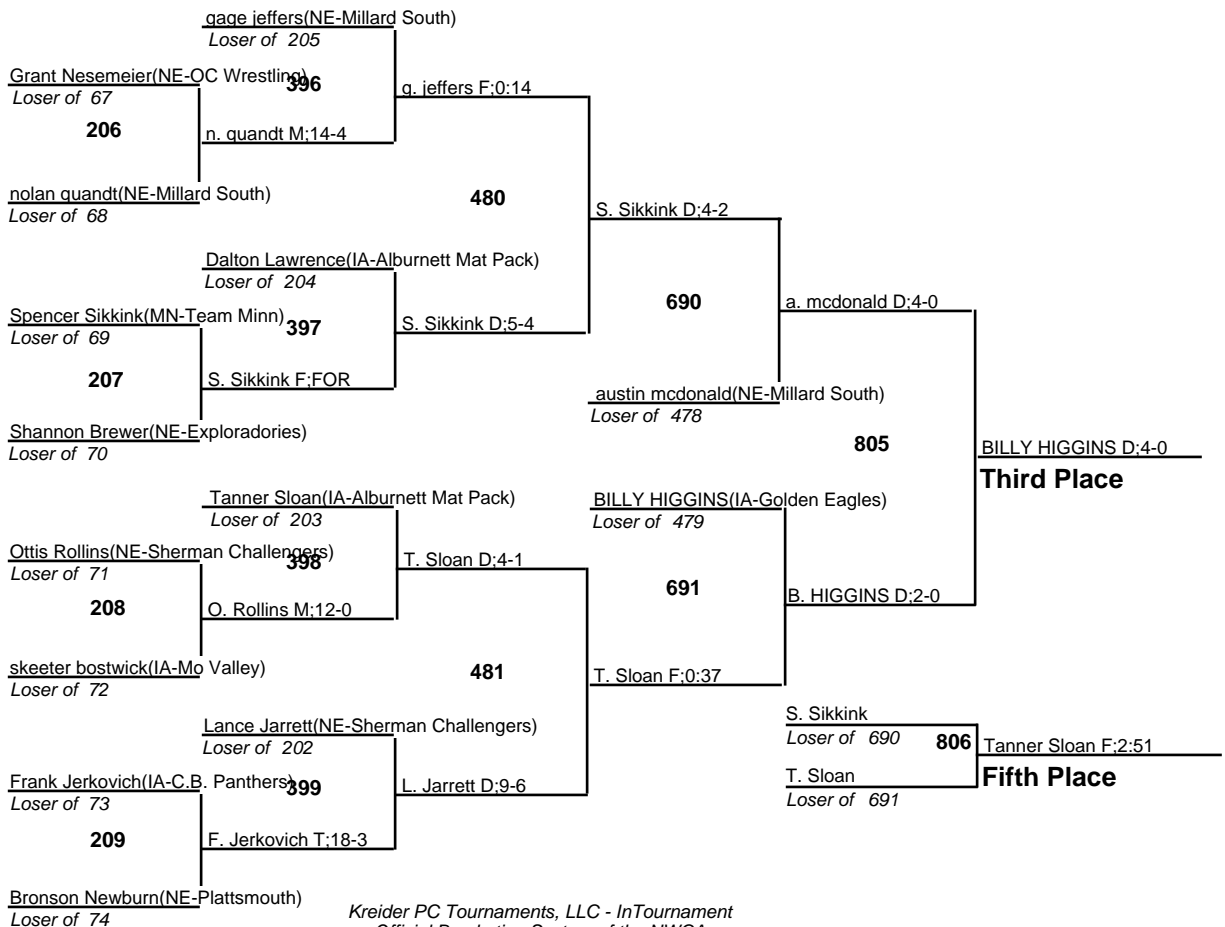 gage jeffers(NE-Millard South)
Loser of 205
Grant Nesemeier(NE-OC Wrestling)
396
Loser of 67
g. jeffers F;0:14
206
n. quandt M;14-4
nolan quandt(NE-Millard South)
Loser of 68
480
S. Sikkink D;4-2
Dalton Lawrence(IA-Alburnett Mat Pack)
Loser of 204
690
a. mcdonald D;4-0
Spencer Sikkink(MN-Team Minn)
397
Loser of 69
S. Sikkink D;5-4
207
S. Sikkink F;FOR
austin mcdonald(NE-Millard South)
Loser of 478
Shannon Brewer(NE-Exploradories)
Loser of 70
805
BILLY HIGGINS D;4-0
Third Place
Tanner Sloan(IA-Alburnett Mat Pack)
Loser of 203
BILLY HIGGINS(IA-Golden Eagles)
Loser of 479
Ottis Rollins(NE-Sherman Challengers)
398
Loser of 71
T. Sloan D;4-1
691
208
O. Rollins M;12-0
B. HIGGINS D;2-0
skeeter bostwick(IA-Mo Valley)
Loser of 72
481
T. Sloan F;0:37
Lance Jarrett(NE-Sherman Challengers)
Loser of 202
S. Sikkink
Loser of 690
806
Tanner Sloan F;2:51
Fifth Place
T. Sloan
Loser of 691
Frank Jerkovich(IA-C.B. Panthers)
399
Loser of 73
L. Jarrett D;9-6
209
F. Jerkovich T;18-3
Bronson Newburn(NE-Plattsmouth)
Loser of 74
Kreider PC Tournaments, LLC - InTournament
Official Bracketing System of the NWCA